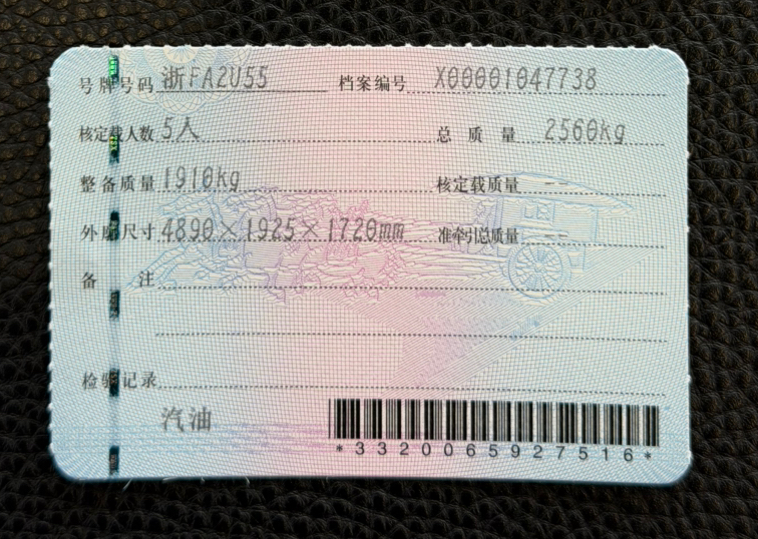 号牌号码 浙FA2U55 档案编号 X00001047738
核定载人数 5人 总质量 2560kg
整备质量 1910kg 核定载质量 --
外廓尺寸 4890×1925×1720mm 准牵引总质量 --
备注
检验记录
汽油
*3320065927516*